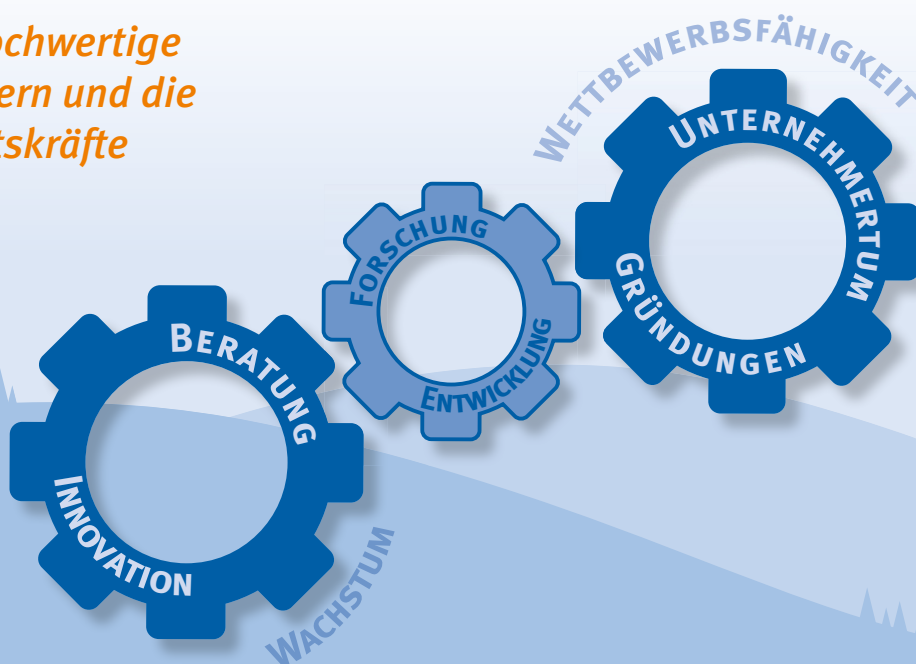 ochwertige
ern und die
tskräfte
WETTBEWERBSFÄHIGKEIT
UNTERNEHMERTUM
GRÜNDUNGEN
FORSCHUNG
ENTWICKLUNG
BERATUNG
INNOVATION
WACHSTUM